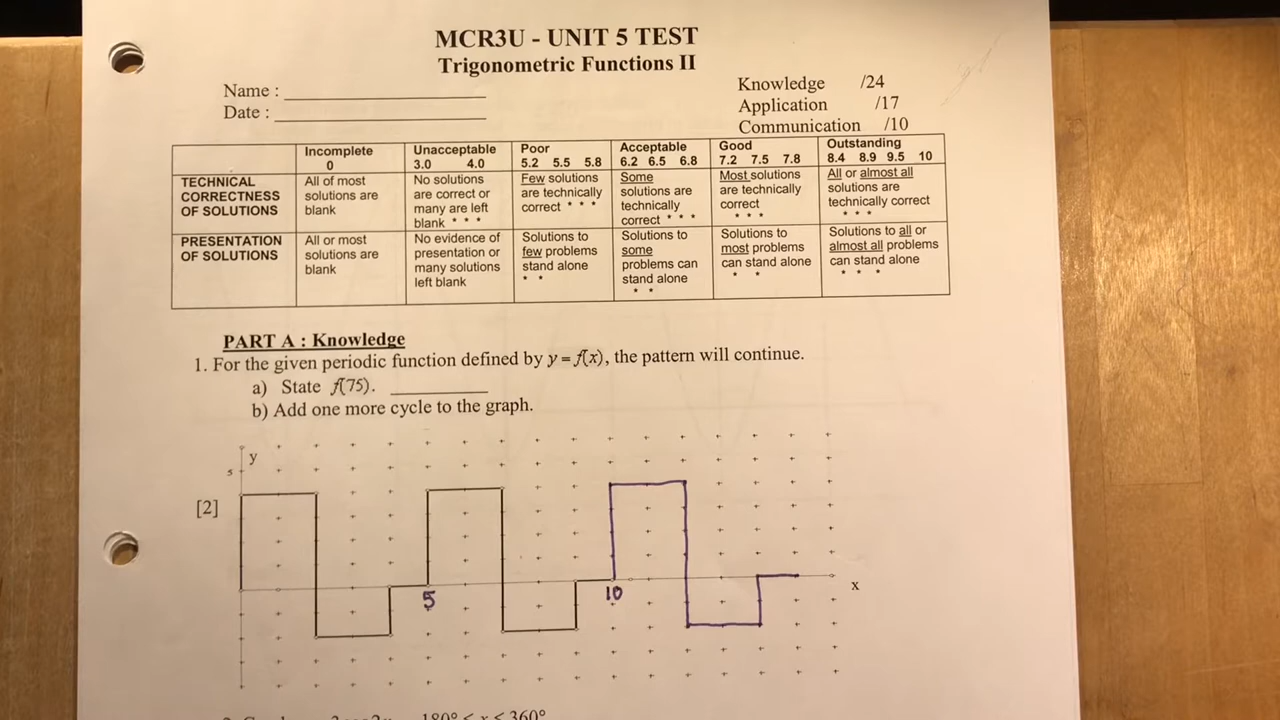 MCR3U - UNIT 5 TEST
Trigonometric Functions II
Name :
Date :
Knowledge /24
Application /17
Communication /10
Incomplete
0
Unacceptable
3.0 4.0
Poor
5.2 5.5 5.8
Acceptable
6.2 6.5 6.8
Good
7.2 7.5 7.8
Outstanding
8.4 8.9 9.5 10
TECHNICAL
CORRECTNESS
OF SOLUTIONS
All of most
solutions are
blank
No solutions
are correct or
many are left
blank * * *
Few solutions
are technically
correct * * *
Some
solutions are
technically
correct * * *
Most solutions
are technically
correct
* * *
All or almost all
solutions are
technically correct
* * *
PRESENTATION
OF SOLUTIONS
All or most
solutions are
blank
No evidence of
presentation or
many solutions
left blank
Solutions to
few problems
stand alone
* *
Solutions to
some
problems can
stand alone
* *
Solutions to
most problems
can stand alone
* *
Solutions to all or
almost all problems
can stand alone
* * *
PART A : Knowledge
1. For the given periodic function defined by y = f(x), the pattern will continue.
a) State f(75).
b) Add one more cycle to the graph.
y
5
[2]
5
10
x
180° < x < 360°